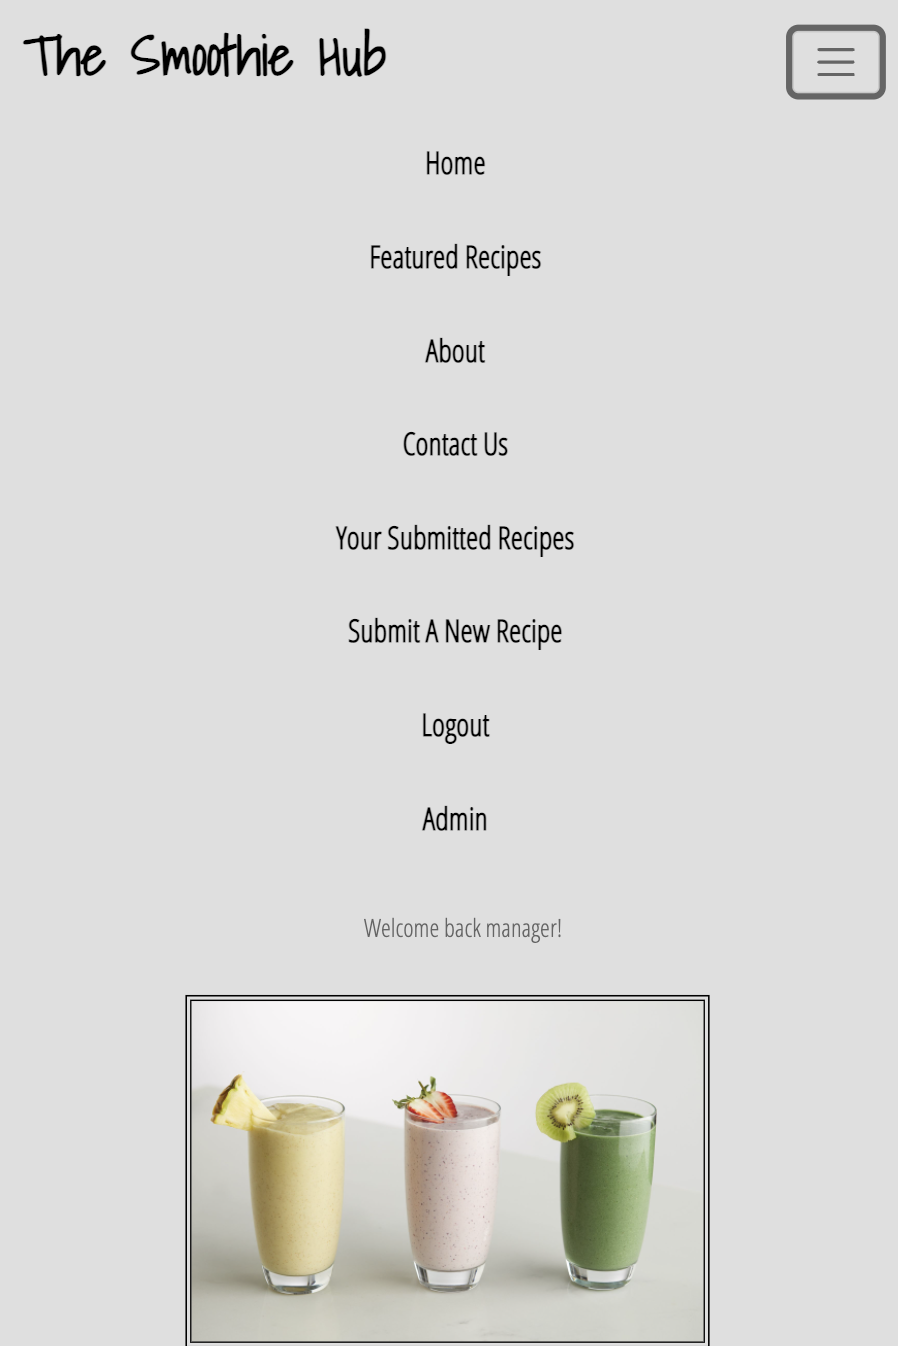 The Smoothie Hub
Home
Featured Recipes
About
Contact Us
Your Submitted Recipes
Submit A New Recipe
Logout
Admin
Welcome back manager!